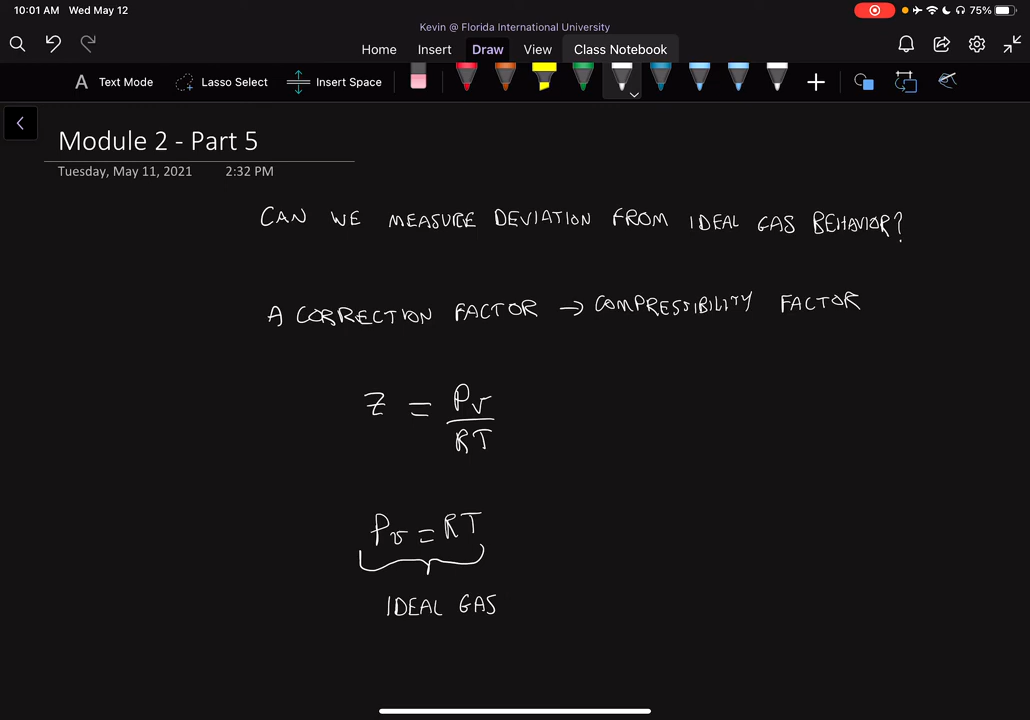 10:01 AM Wed May 12
75%
Kevin @ Florida International University
Home Insert Draw View Class Notebook
Text Mode Lasso Select Insert Space
Module 2 - Part 5
Tuesday, May 11, 2021 2:32 PM
CAN WE MEASURE DEVIATION FROM IDEAL GAS BEHAVIOR?
A CORRECTION FACTOR → COMPRESSIBILITY FACTOR
Z = Pv
RT
Pv = RT
IDEAL GAS